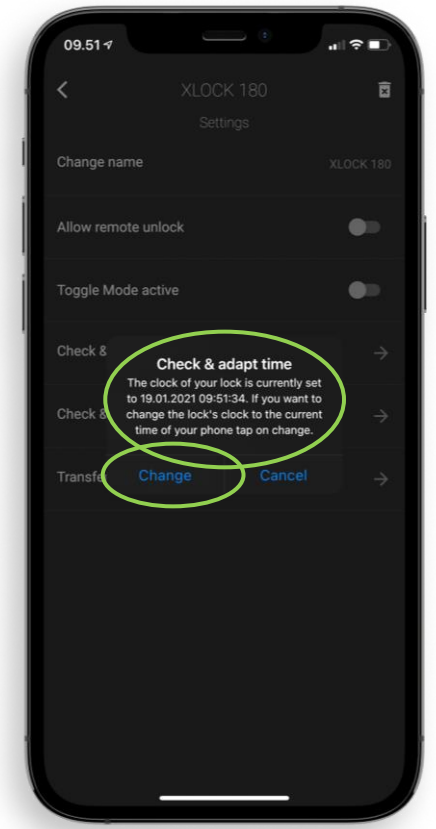 09.51
XLOCK 180
Settings
Change name XLOCK 180
Allow remote unlock
Toggle Mode active
Check &
Check & adapt time
The clock of your lock is currently set
to 19.01.2021 09:51:34. If you want to
change the lock's clock to the current
time of your phone tap on change.
Check &
Transfe
Change Cancel